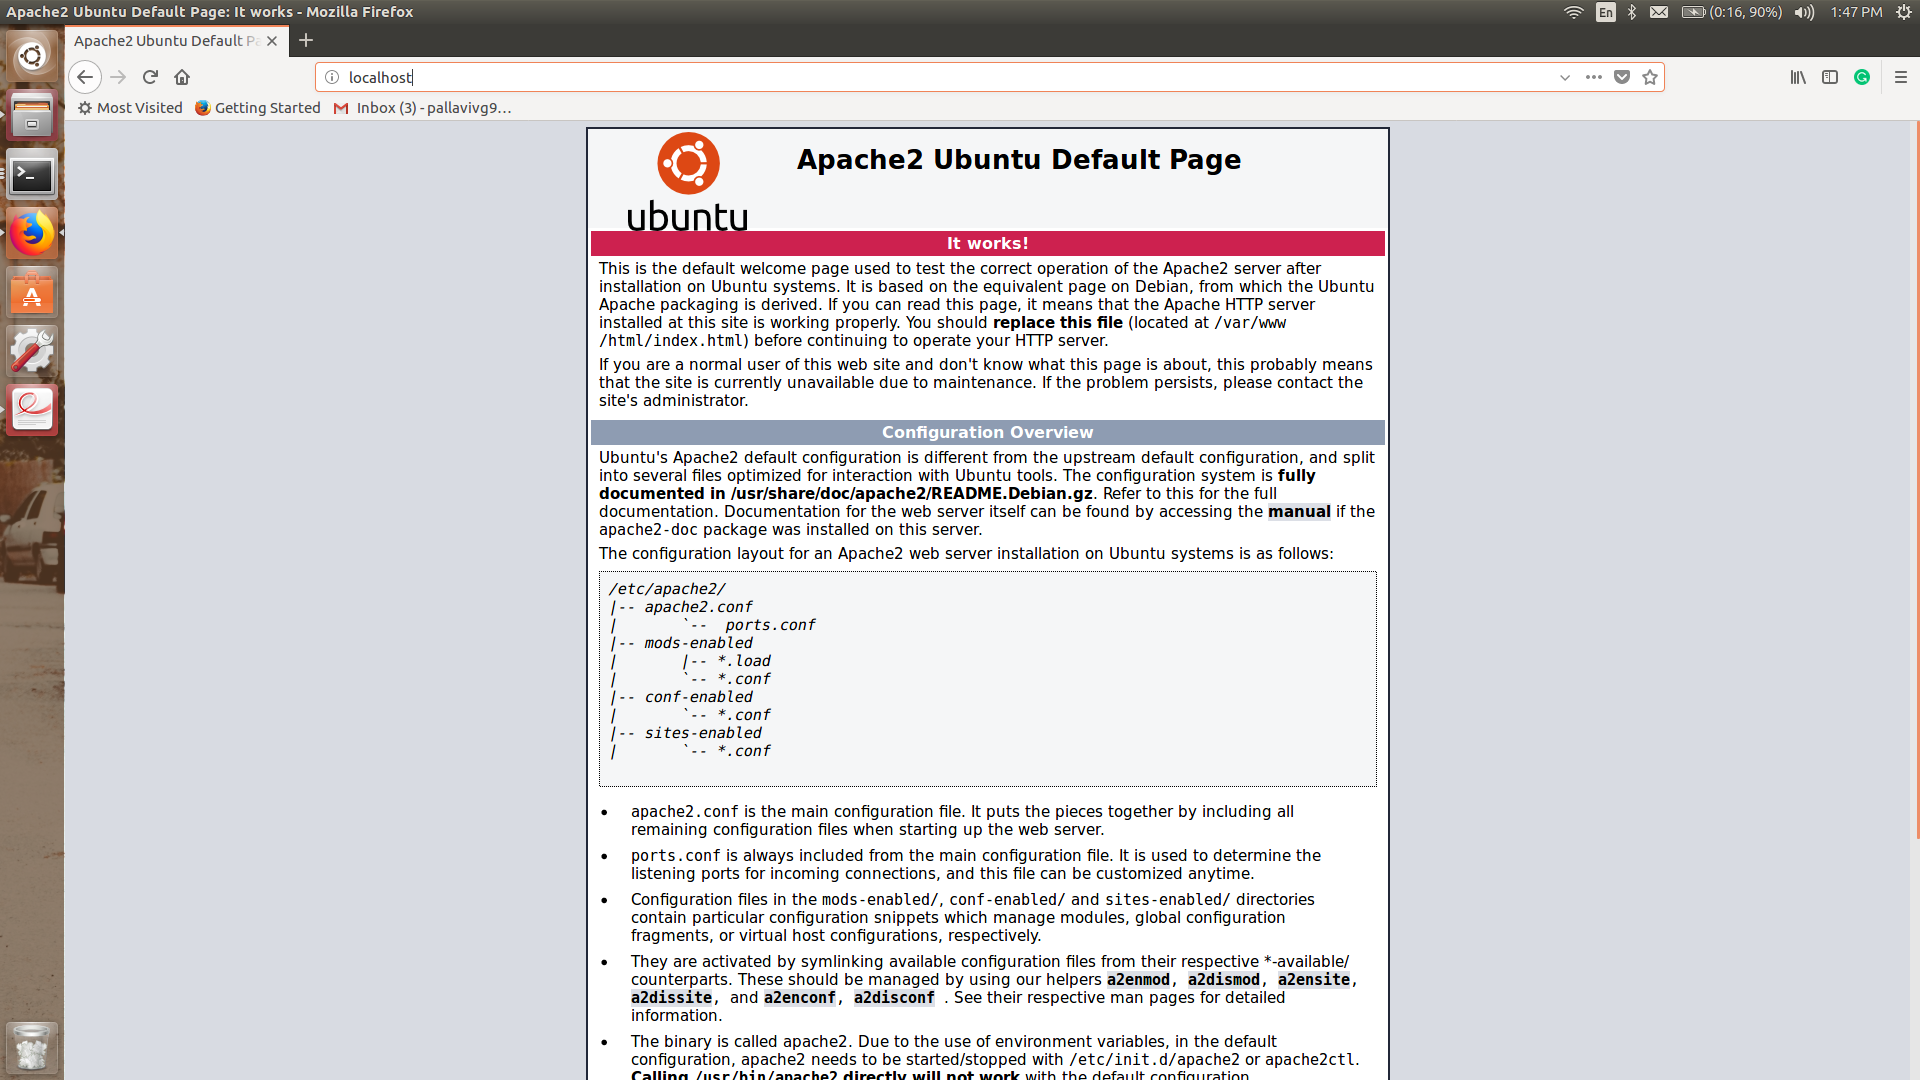 Apache2 Ubuntu Default Page: It works - Mozilla Firefox
En
(0:16, 90%)
1:47 PM
Apache2 Ubuntu Default Pa
localhost
Most Visited
Getting Started
Inbox (3) - pallavivg9...
ubuntu
Apache2 Ubuntu Default Page
It works!
This is the default welcome page used to test the correct operation of the Apache2 server after
installation on Ubuntu systems. It is based on the equivalent page on Debian, from which the Ubuntu
Apache packaging is derived. If you can read this page, it means that the Apache HTTP server
installed at this site is working properly. You should replace this file (located at /var/www
/html/index.html) before continuing to operate your HTTP server.
If you are a normal user of this web site and don't know what this page is about, this probably means
that the site is currently unavailable due to maintenance. If the problem persists, please contact the
site's administrator.
Configuration Overview
Ubuntu's Apache2 default configuration is different from the upstream default configuration, and split
into several files optimized for interaction with Ubuntu tools. The configuration system is fully
documented in /usr/share/doc/apache2/README.Debian.gz. Refer to this for the full
documentation. Documentation for the web server itself can be found by accessing the manual if the
apache2-doc package was installed on this server.
The configuration layout for an Apache2 web server installation on Ubuntu systems is as follows:
/etc/apache2/
|-- apache2.conf
|       `--  ports.conf
|-- mods-enabled
|       |-- *.load
|       `-- *.conf
|-- conf-enabled
|       `-- *.conf
|-- sites-enabled
|       `-- *.conf
• apache2.conf is the main configuration file. It puts the pieces together by including all
remaining configuration files when starting up the web server.
• ports.conf is always included from the main configuration file. It is used to determine the
listening ports for incoming connections, and this file can be customized anytime.
• Configuration files in the mods-enabled/, conf-enabled/ and sites-enabled/ directories
contain particular configuration snippets which manage modules, global configuration
fragments, or virtual host configurations, respectively.
• They are activated by symlinking available configuration files from their respective *-available/
counterparts. These should be managed by using our helpers a2enmod, a2dismod, a2ensite,
a2dissite, and a2enconf, a2disconf . See their respective man pages for detailed
information.
• The binary is called apache2. Due to the use of environment variables, in the default
configuration, apache2 needs to be started/stopped with /etc/init.d/apache2 or apache2ctl.
Calling /usr/bin/apache2 directly will not work with the default configuration.